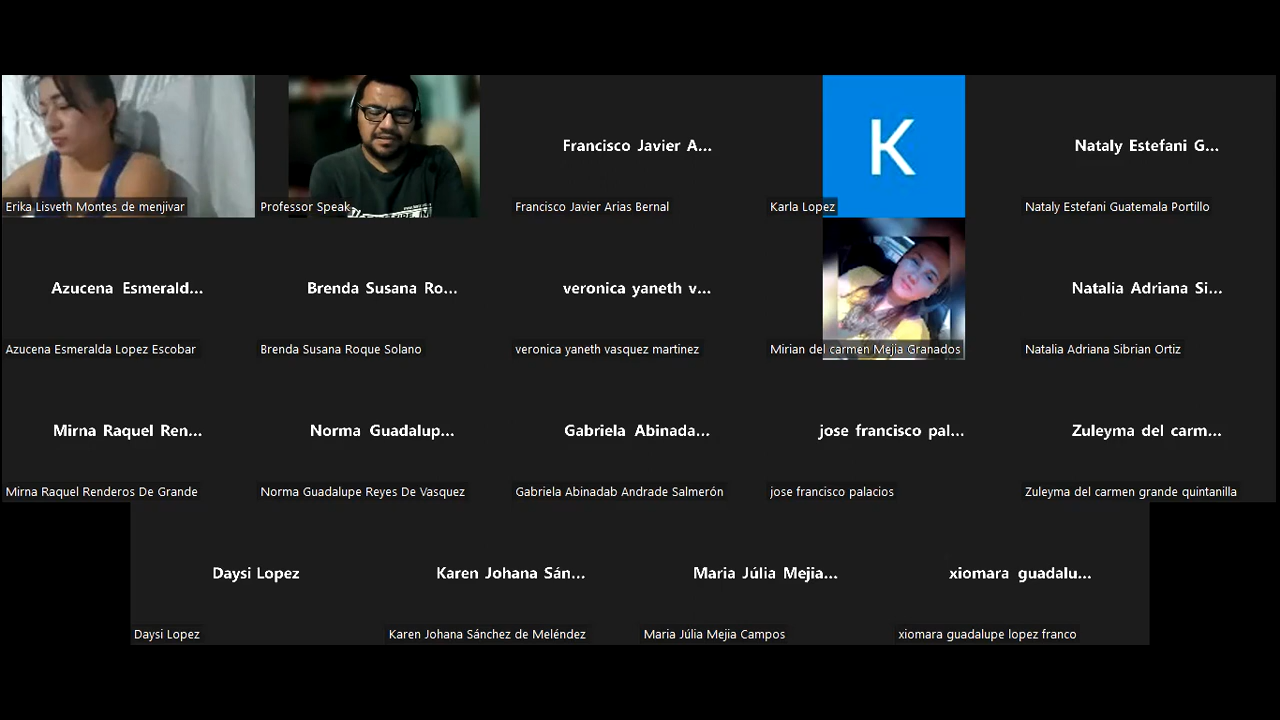 Erika Lisveth Montes de menjivar
Professor Speak
Francisco Javier A...
Francisco Javier Arias Bernal
K
Karla Lopez
Nataly Estefani G...
Nataly Estefani Guatemala Portillo
Azucena Esmerald...
Azucena Esmeralda Lopez Escobar
Brenda Susana Ro...
Brenda Susana Roque Solano
veronica yaneth v...
veronica yaneth vasquez martinez
Mirian del carmen Mejia Granados
Natalia Adriana Si...
Natalia Adriana Sibrian Ortiz
Mirna Raquel Ren...
Mirna Raquel Renderos De Grande
Norma Guadalup...
Norma Guadalupe Reyes De Vasquez
Gabriela Abinada...
Gabriela Abinadab Andrade Salmerón
jose francisco pal...
jose francisco palacios
Zuleyma del carm...
Zuleyma del carmen grande quintanilla
Daysi Lopez
Daysi Lopez
Karen Johana Sán...
Karen Johana Sánchez de Meléndez
Maria Júlia Mejia...
Maria Júlia Mejia Campos
xiomara guadalu...
xiomara guadalupe lopez franco